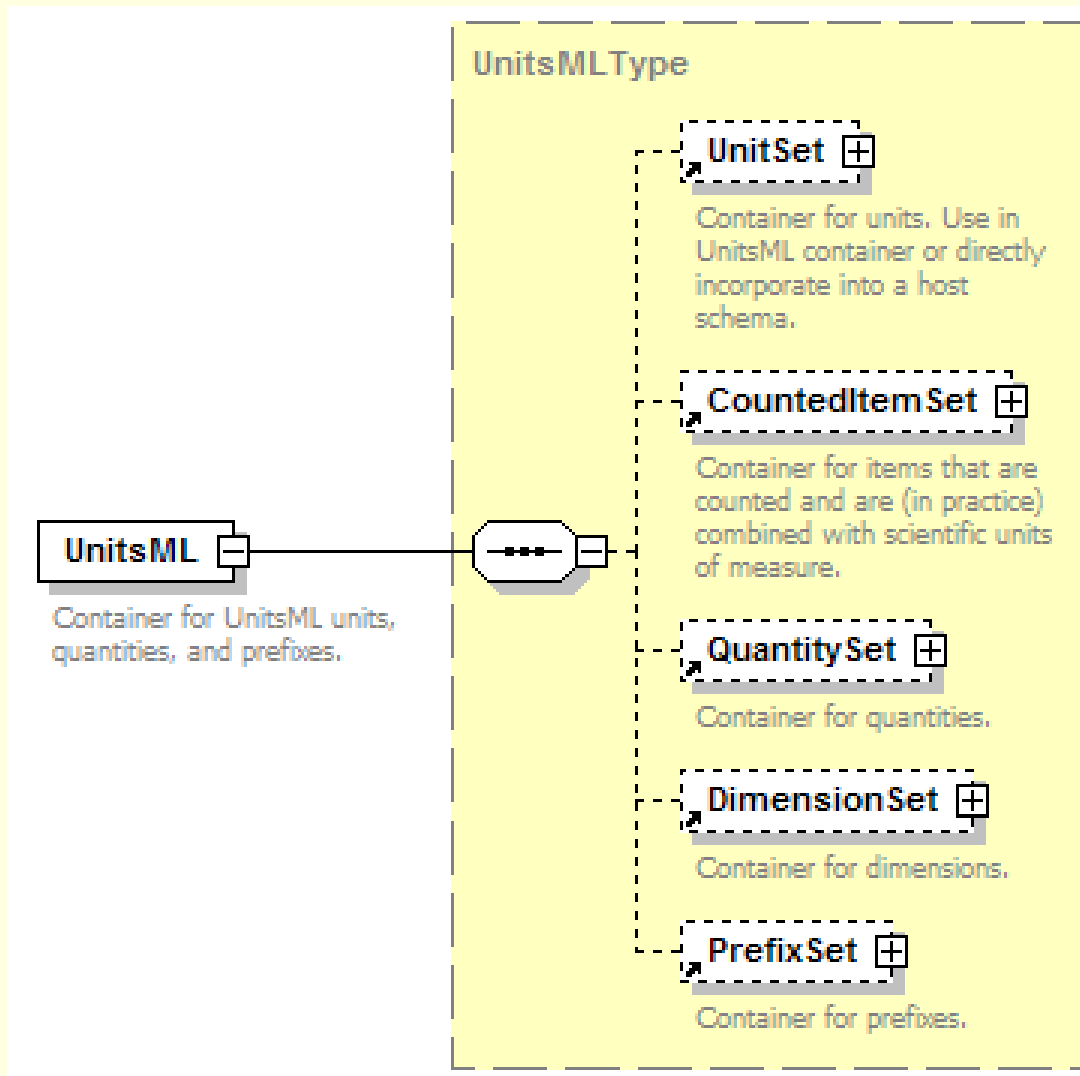 UnitsMLType
UnitSet
Container for units. Use in
UnitsML container or directly
incorporate into a host
schema.
CountedItemSet
Container for items that are
counted and are (in practice)
combined with scientific units
of measure.
UnitsML
Container for UnitsML units,
quantities, and prefixes.
QuantitySet
Container for quantities.
DimensionSet
Container for dimensions.
PrefixSet
Container for prefixes.